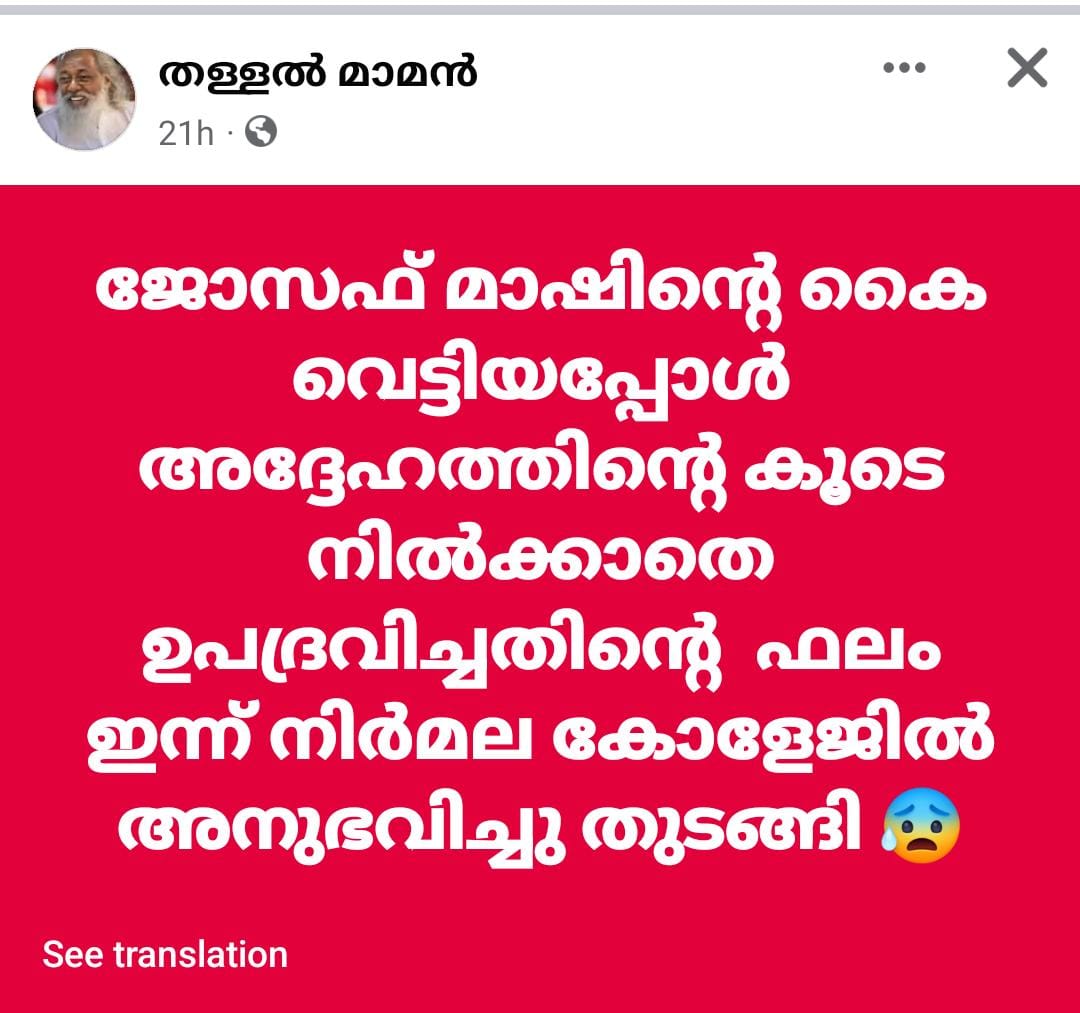 തള്ളൽ മാമൻ
21h ·
ജോസഫ് മാഷിന്റെ കൈ
വെട്ടിയപ്പോൾ
അദ്ദേഹത്തിന്റെ കൂടെ
നിൽക്കാതെ
ഉപദ്രവിച്ചതിന്റെ ഫലം
ഇന്ന് നിർമല കോളേജിൽ
അനുഭവിച്ചു തുടങ്ങി 😰
See translation